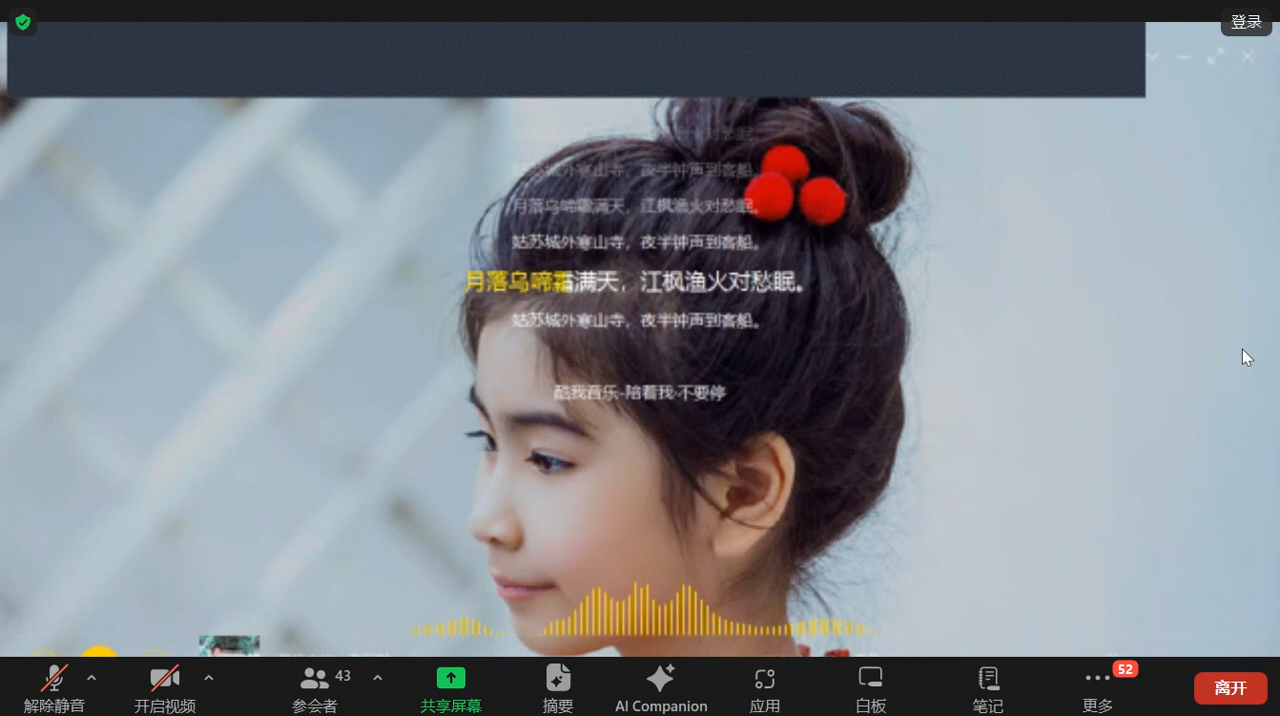 登录
姑苏城外寒山寺，夜半钟声到客船。
月落乌啼霜满天，江枫渔火对愁眠。
姑苏城外寒山寺，夜半钟声到客船。
月落乌啼霜满天，江枫渔火对愁眠。
姑苏城外寒山寺，夜半钟声到客船。
酷我音乐-陪着我·不要停
43
52
解除静音
开启视频
参会者
共享屏幕
摘要
AI Companion
应用
白板
笔记
更多
离开